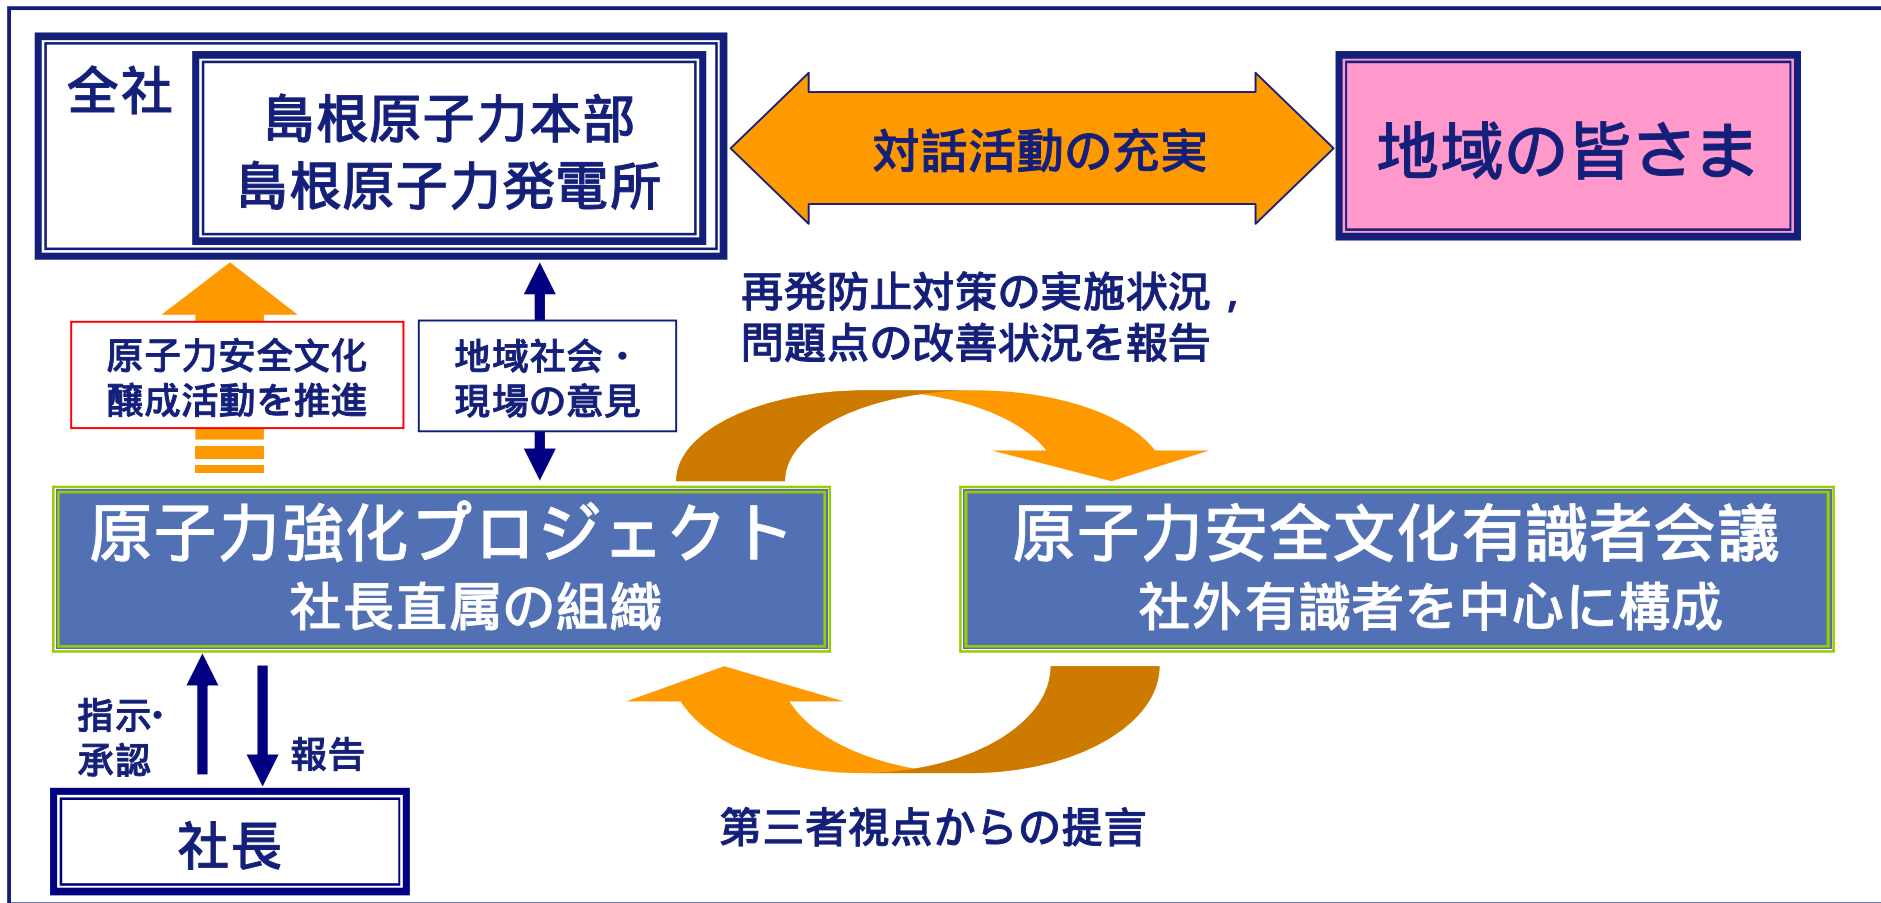 全社
島根原子力本部
島根原子力発電所
対話活動の充実
地域の皆さま
再発防止対策の実施状況，
問題点の改善状況を報告
原子力安全文化
醸成活動を推進
地域社会・
現場の意見
原子力強化プロジェクト
社長直属の組織
原子力安全文化有識者会議
社外有識者を中心に構成
指示・
承認
報告
社長
第三者視点からの提言